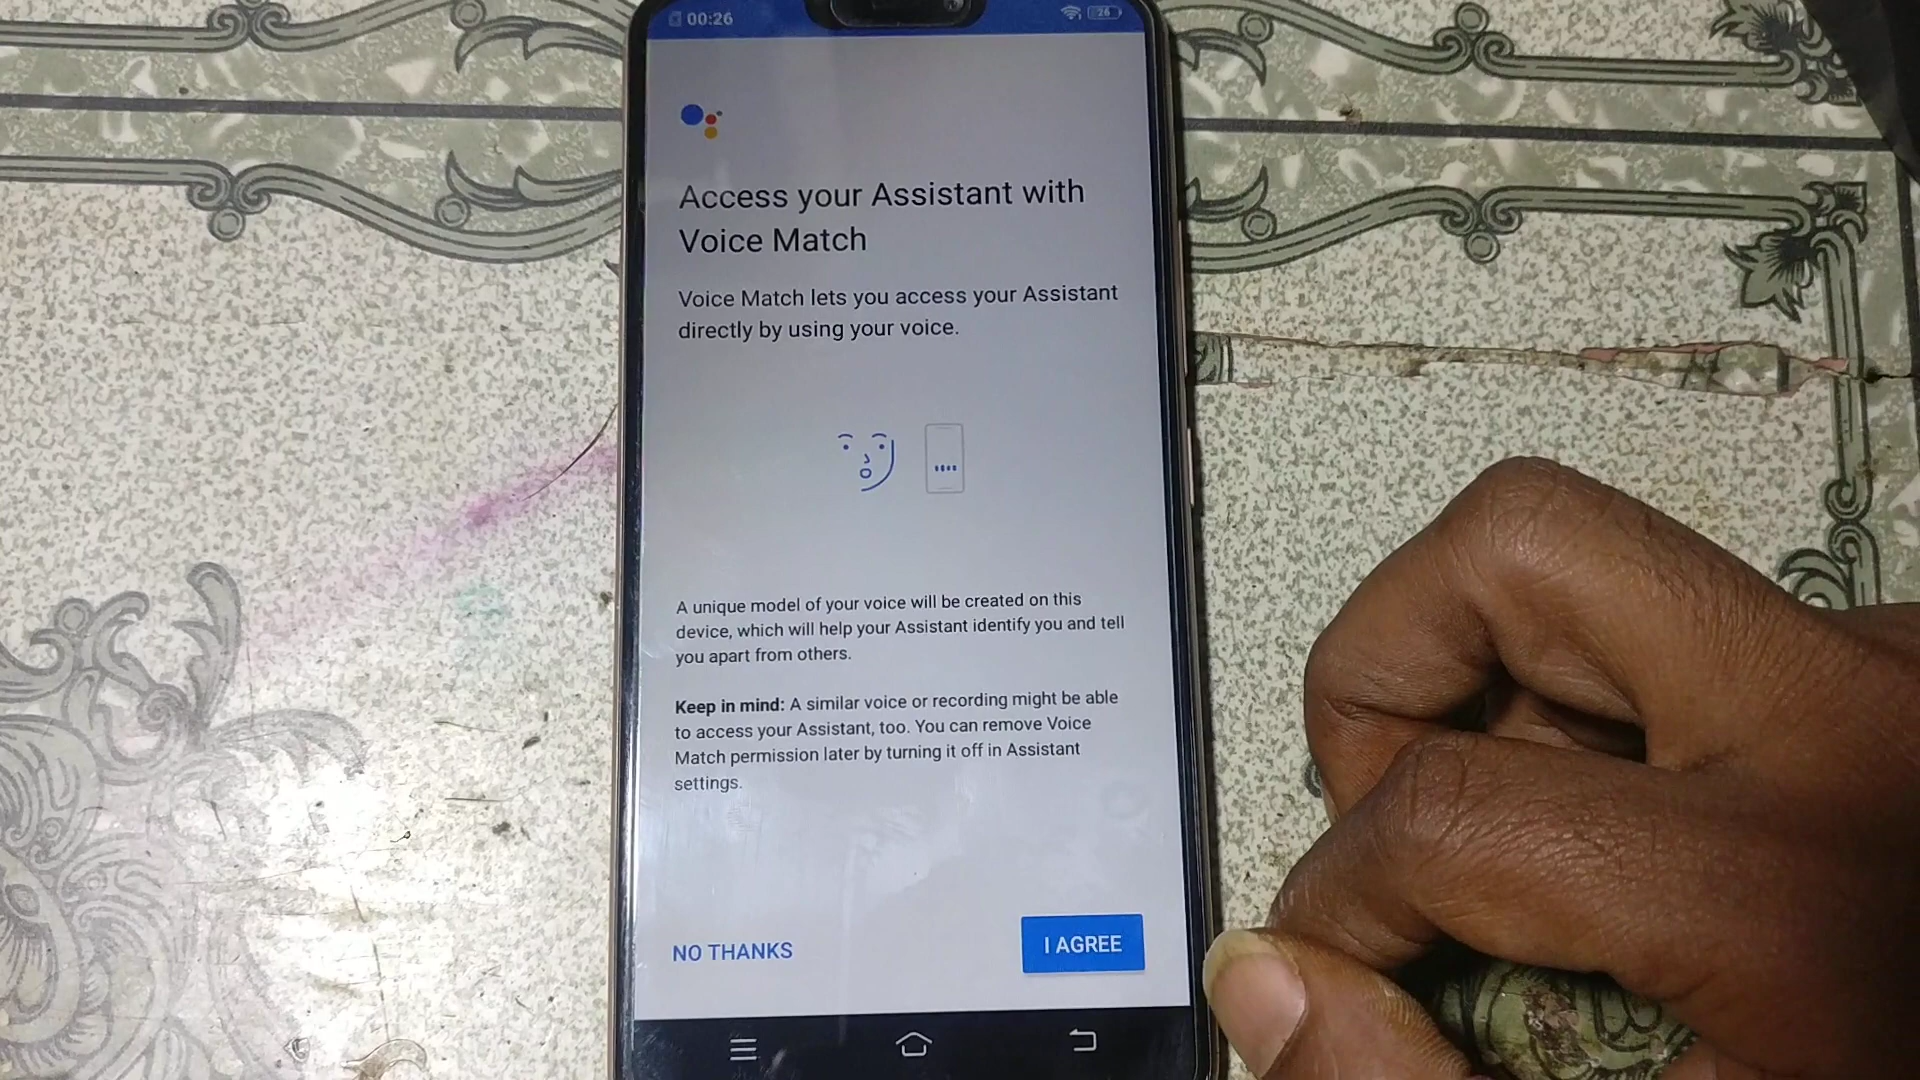 00:26
26
Access your Assistant with
Voice Match
Voice Match lets you access your Assistant
directly by using your voice.
A unique model of your voice will be created on this
device, which will help your Assistant identify you and tell
you apart from others.
Keep in mind: A similar voice or recording might be able
to access your Assistant, too. You can remove Voice
Match permission later by turning it off in Assistant
settings.
NO THANKS
I AGREE